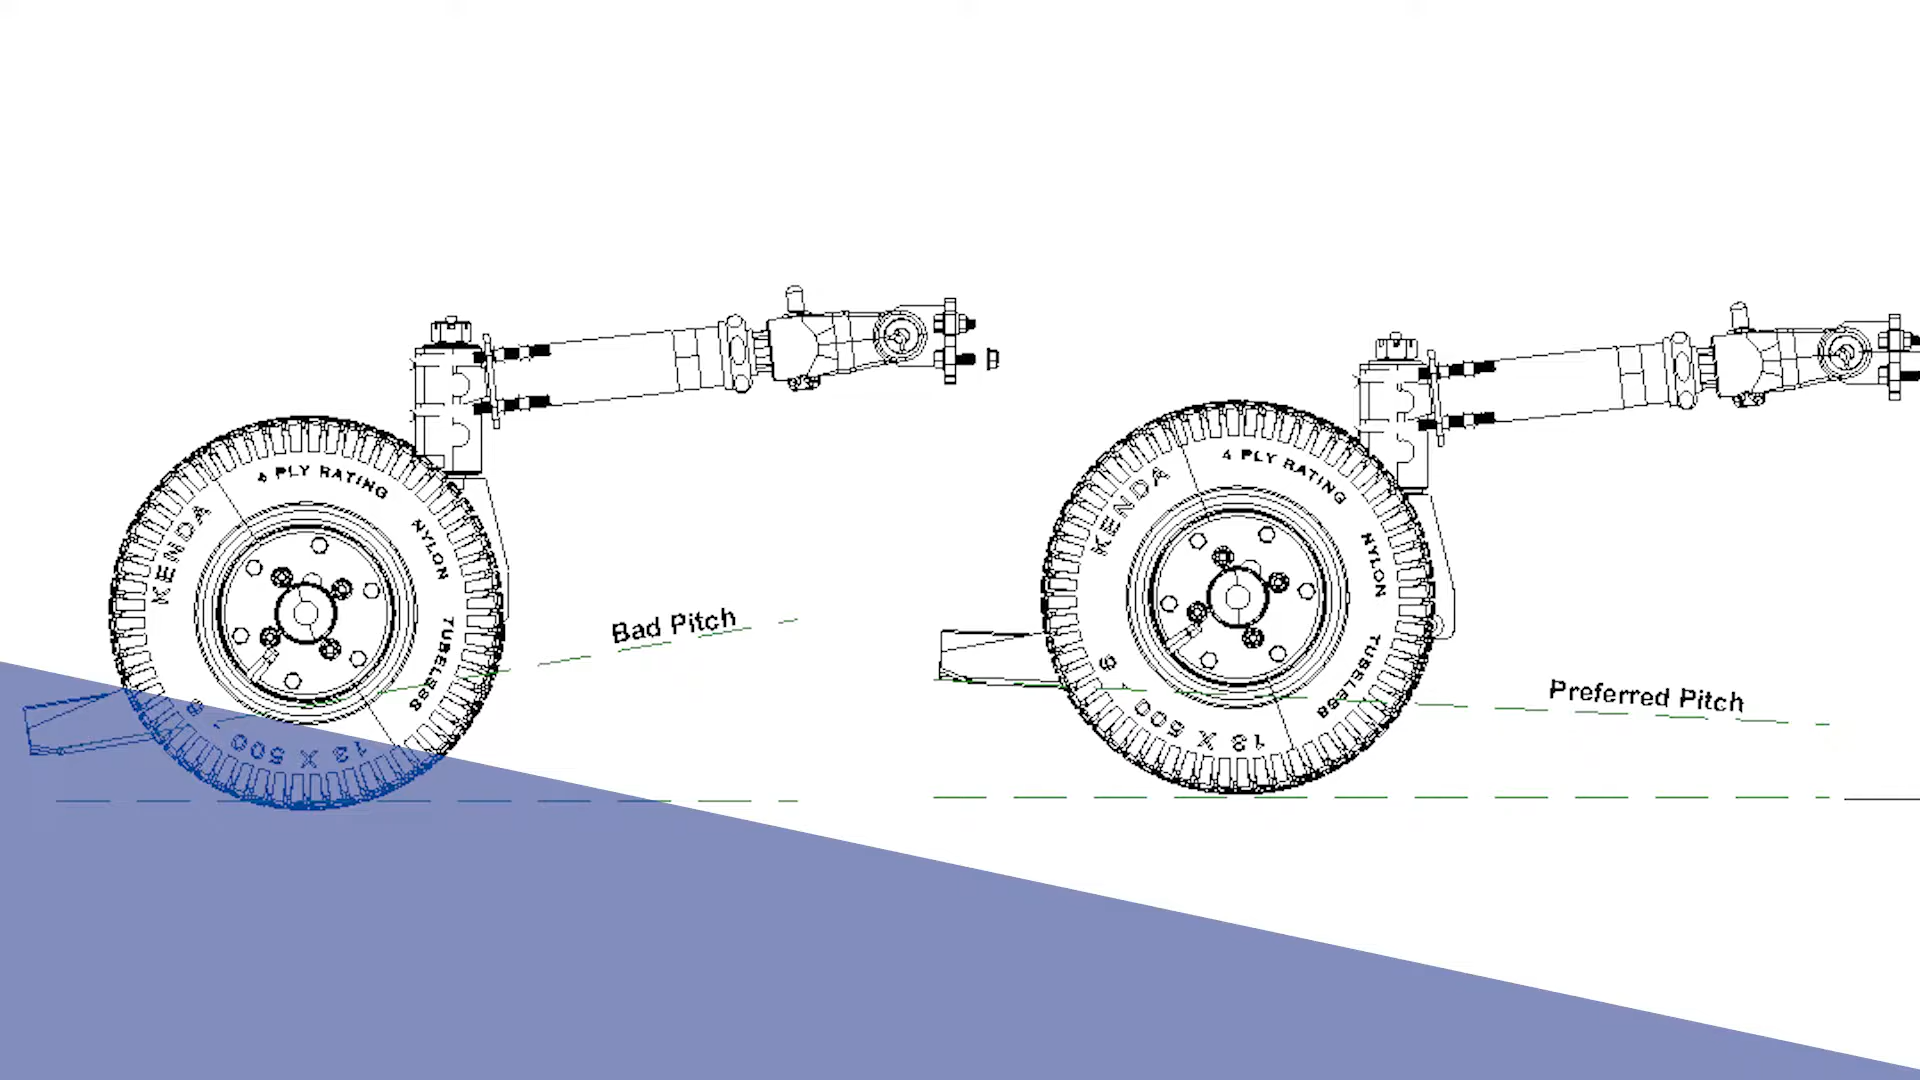 4 PLY RATING
KENDA
NYLON
TUBELESS
13 X 500 - 6
Bad Pitch
4 PLY RATING
KENDA
NYLON
TUBELESS
13 X 500 - 6
Preferred Pitch